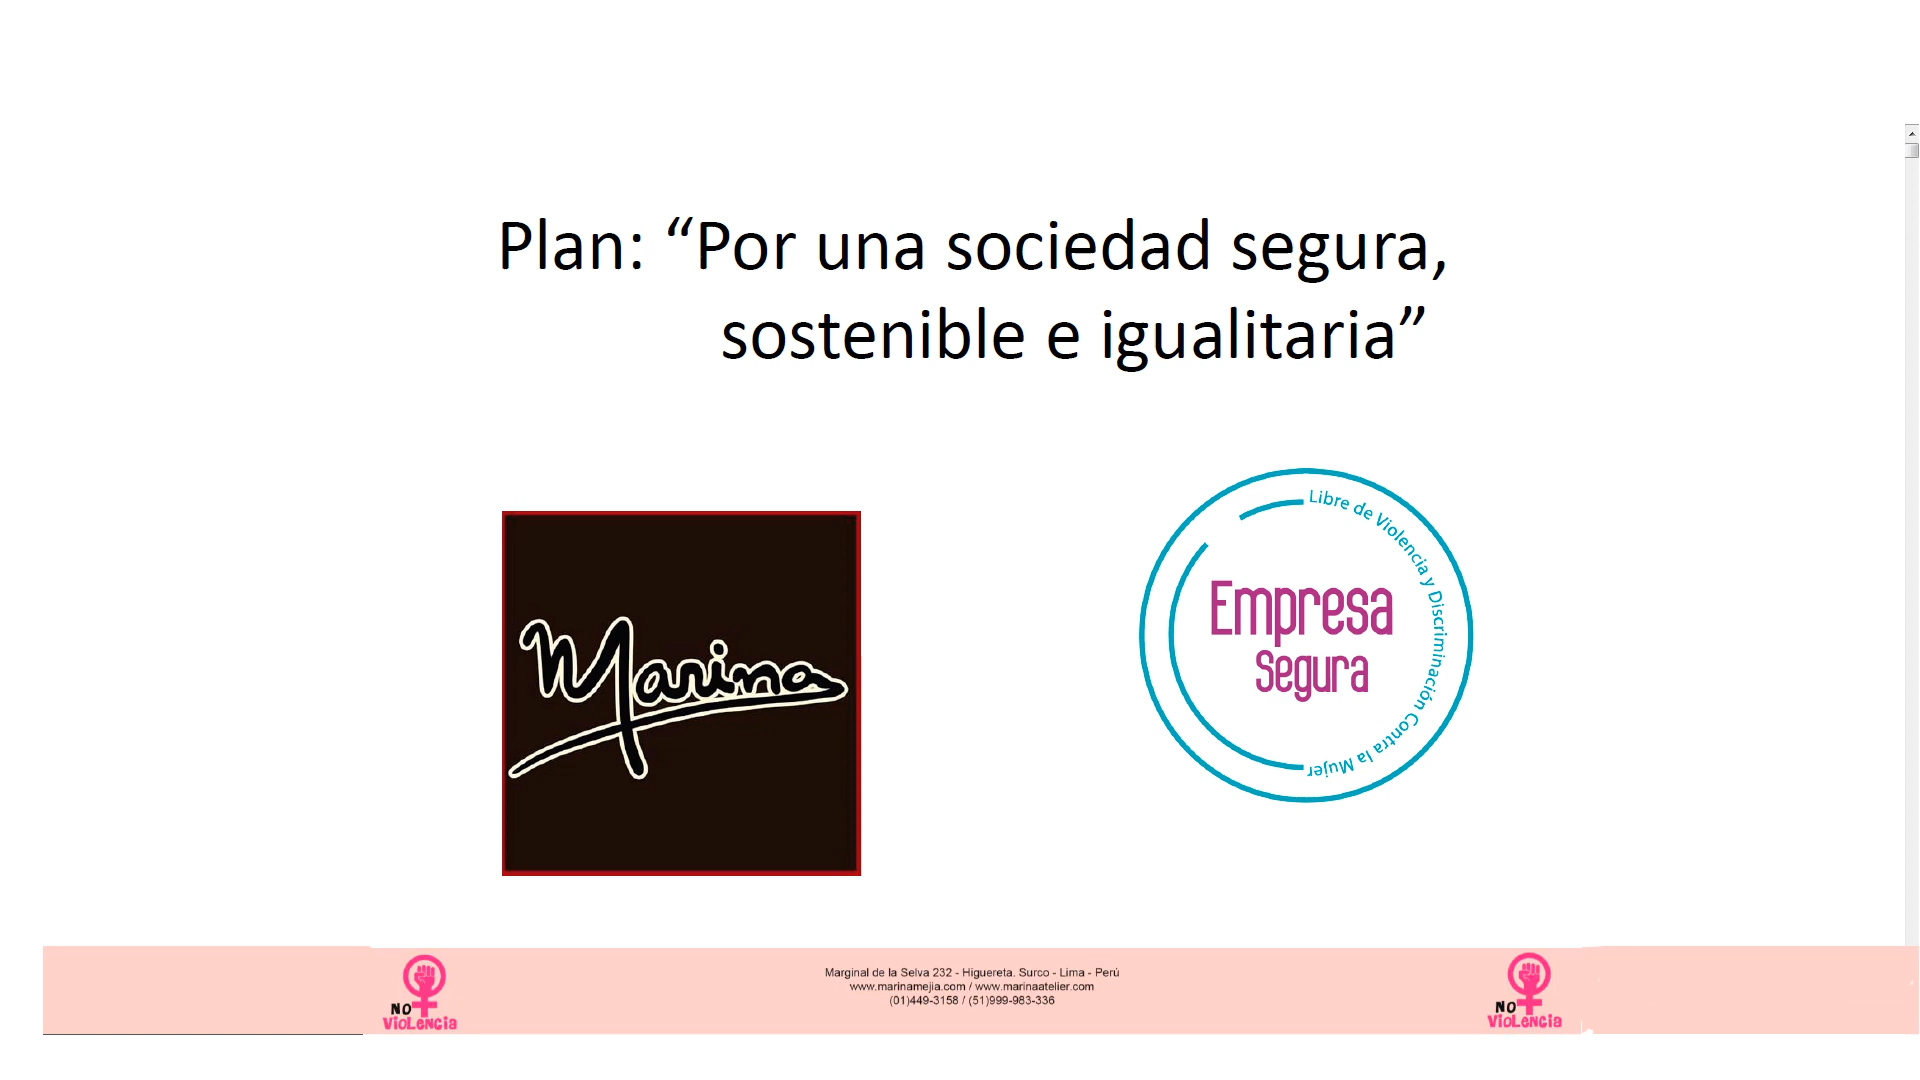 Plan: “Por una sociedad segura,
sostenible e igualitaria”
Marina
Libre de Violencia y Discriminación Contra la Mujer
Empresa
Segura
NO
VioLENcia
Marginal de la Selva 232 - Higuereta. Surco - Lima - Perú
www.marinamejia.com / www.marinaatelier.com
(01)449-3158 / (51)999-983-336
NO
VioLENcia